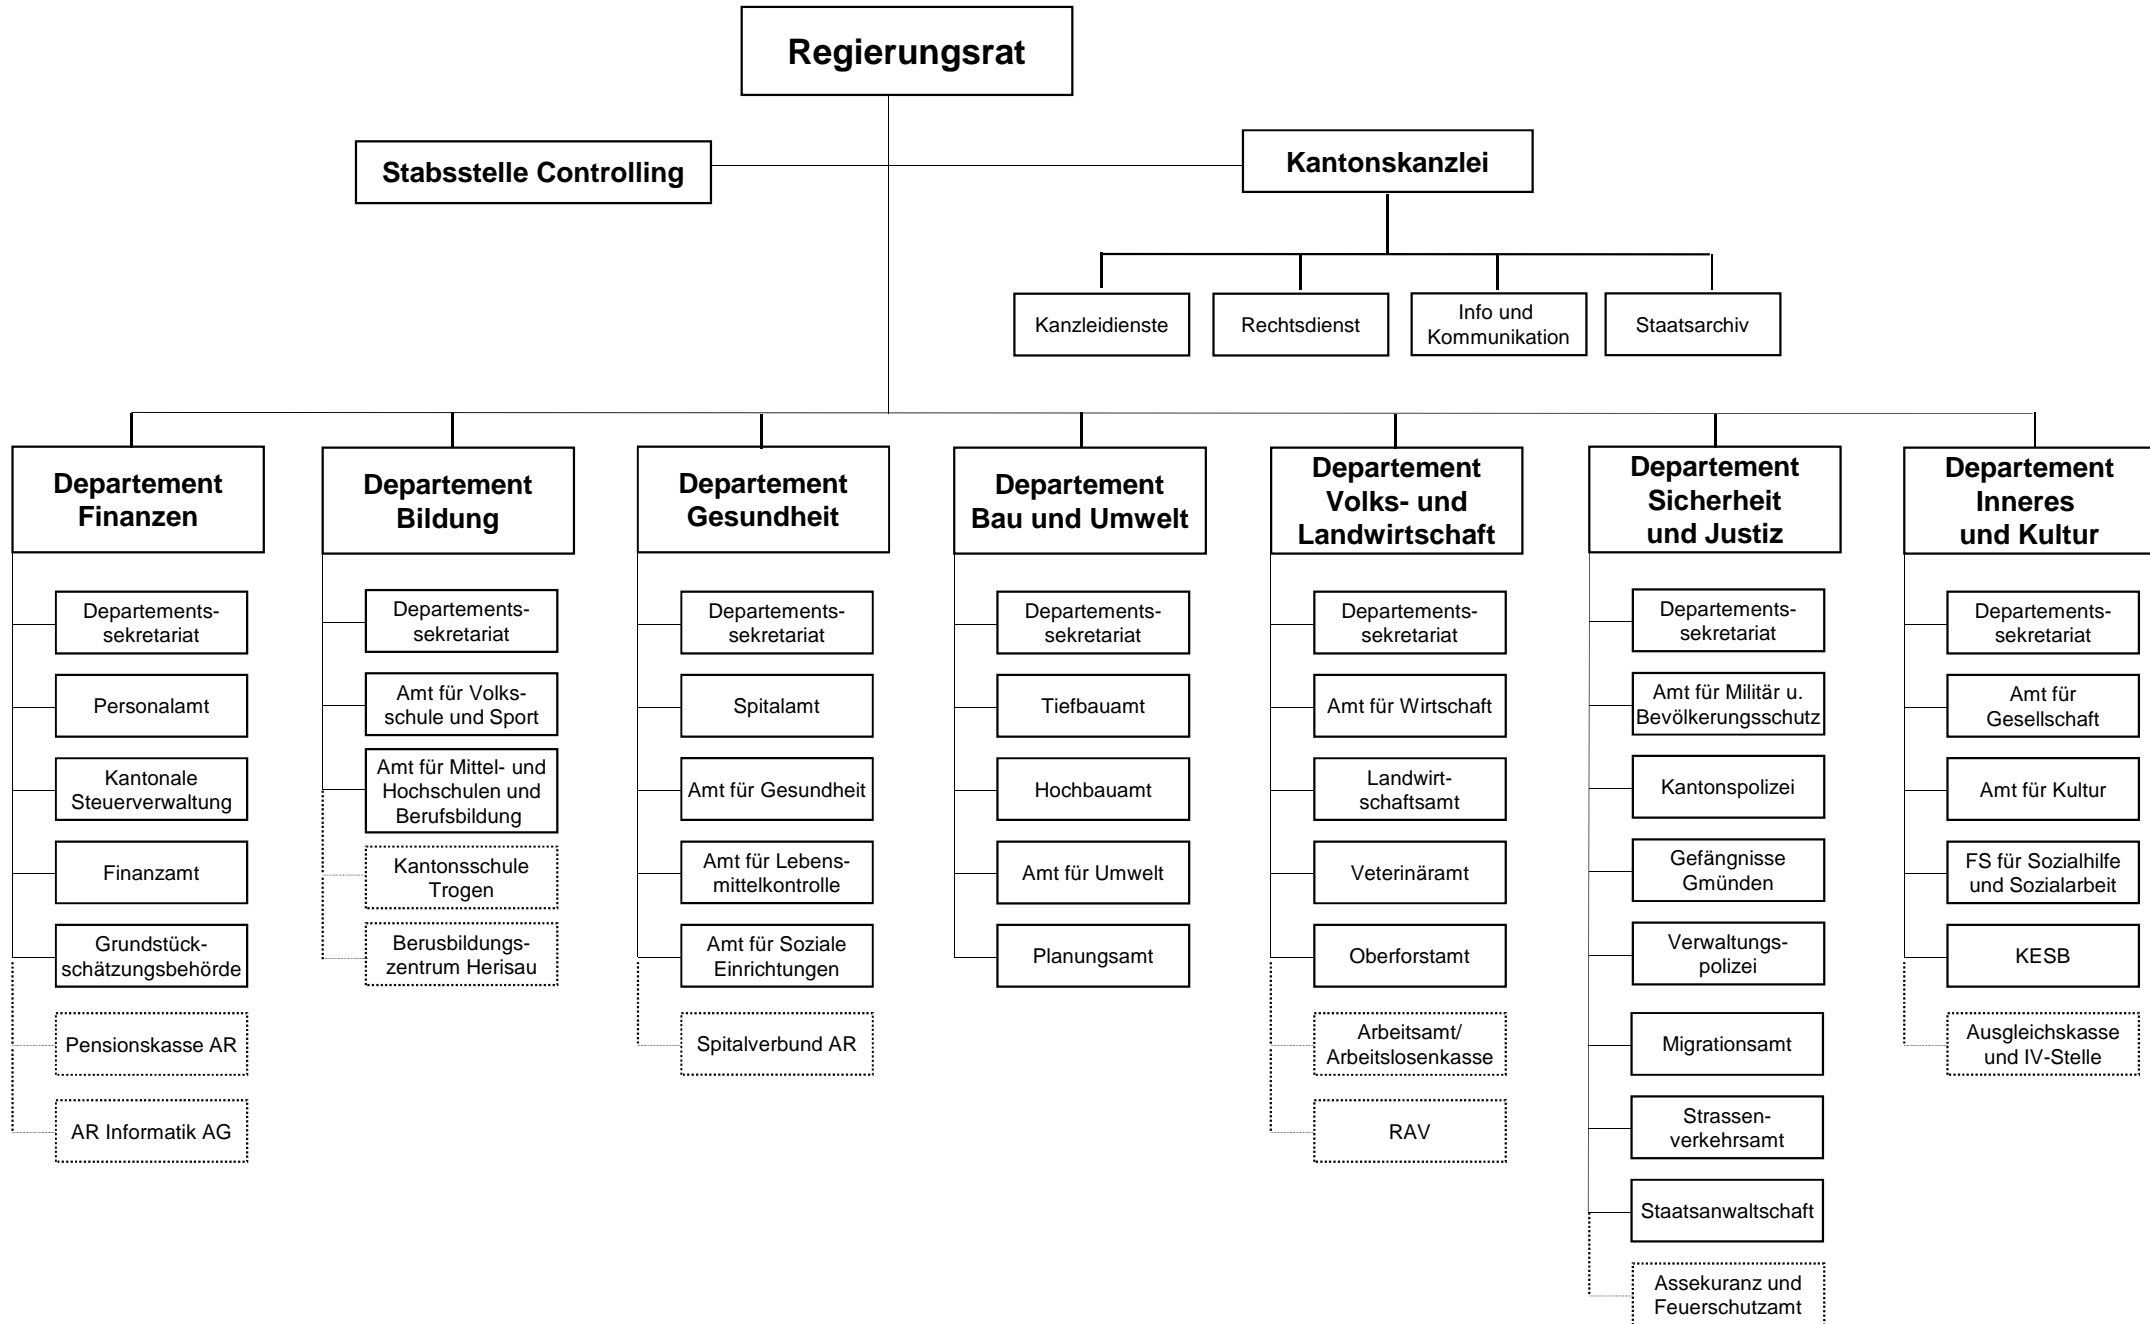 Regierungsrat
Stabsstelle Controlling
Kantonskanzlei
Kanzleidienste
Rechtsdienst
Info und
Kommunikation
Staatsarchiv
Departement
Finanzen
Departement
Bildung
Departement
Gesundheit
Departement
Bau und Umwelt
Departement
Volks- und
Landwirtschaft
Departement
Sicherheit
und Justiz
Departement
Inneres
und Kultur
Departements-
sekretariat
Personalamt
Kantonale
Steuerverwaltung
Finanzamt
Grundstück-
schätzungsbehörde
Pensionskasse AR
AR Informatik AG
Departements-
sekretariat
Amt für Volks-
schule und Sport
Amt für Mittel- und
Hochschulen und
Berufsbildung
Kantonsschule
Trogen
Berusbildungs-
zentrum Herisau
Departements-
sekretariat
Spitalamt
Amt für Gesundheit
Amt für Lebens-
mittelkontrolle
Amt für Soziale
Einrichtungen
Spitalverbund AR
Departements-
sekretariat
Tiefbauamt
Hochbauamt
Amt für Umwelt
Planungsamt
Departements-
sekretariat
Amt für Wirtschaft
Landwirt-
schaftsamt
Veterinäramt
Oberforstamt
Arbeitsamt/
Arbeitslosenkasse
RAV
Departements-
sekretariat
Amt für Militär u.
Bevölkerungsschutz
Kantonspolizei
Gefängnisse
Gmünden
Verwaltungs-
polizei
Migrationsamt
Strassen-
verkehrsamt
Staatsanwaltschaft
Assekuranz und
Feuerschutzamt
Departements-
sekretariat
Amt für
Gesellschaft
Amt für Kultur
FS für Sozialhilfe
und Sozialarbeit
KESB
Ausgleichskasse
und IV-Stelle